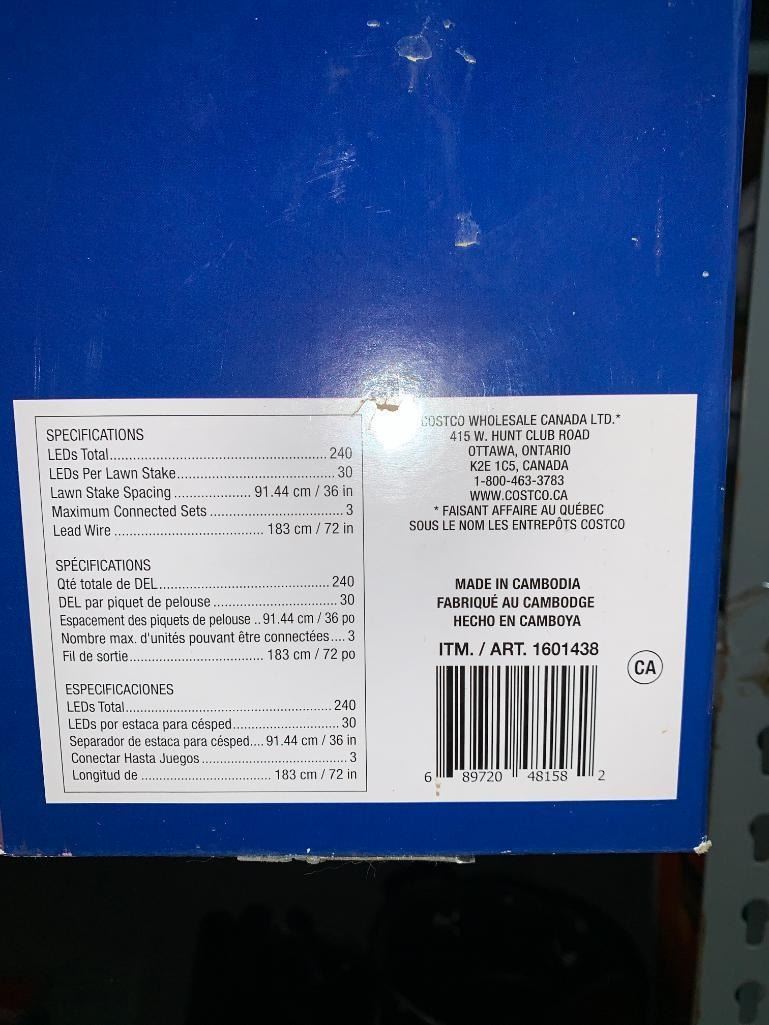 SPECIFICATIONS
LEDs Total.................................................. 240
LEDs Per Lawn Stake.................................... 30
Lawn Stake Spacing ................... 91.44 cm / 36 in
Maximum Connected Sets ............................... 3
Lead Wire .................................... 183 cm / 72 in
SPÉCIFICATIONS
Qté totale de DEL....................................... 240
DEL par piquet de pelouse ............................. 30
Espacement des piquets de pelouse .. 91.44 cm / 36 po
Nombre max. d'unités pouvant être connectées.... 3
Fil de sortie................................ 183 cm / 72 po
ESPECIFICACIONES
LEDs Total................................................ 240
LEDs por estaca para césped......................... 30
Separador de estaca para césped.... 91.44 cm / 36 in
Conectar Hasta Juegos .................................. 3
Longitud de ............................... 183 cm / 72 in
COSTCO WHOLESALE CANADA LTD.*
415 W. HUNT CLUB ROAD
OTTAWA, ONTARIO
K2E 1C5, CANADA
1-800-463-3783
WWW.COSTCO.CA
* FAISANT AFFAIRE AU QUÉBEC
SOUS LE NOM LES ENTREPÔTS COSTCO
MADE IN CAMBODIA
FABRIQUÉ AU CAMBODGE
HECHO EN CAMBOYA
ITM. / ART. 1601438
CA
6 89720 48158 2